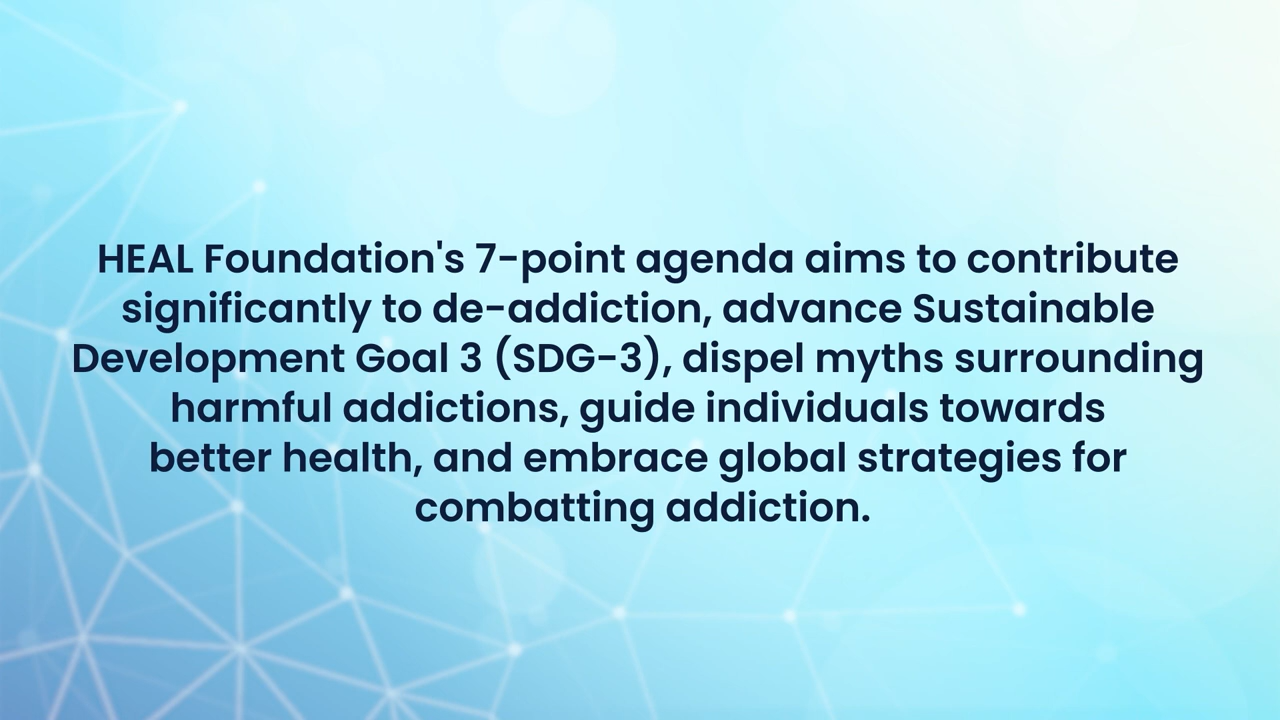 HEAL Foundation's 7-point agenda aims to contribute
significantly to de-addiction, advance Sustainable
Development Goal 3 (SDG-3), dispel myths surrounding
harmful addictions, guide individuals towards
better health, and embrace global strategies for
combatting addiction.